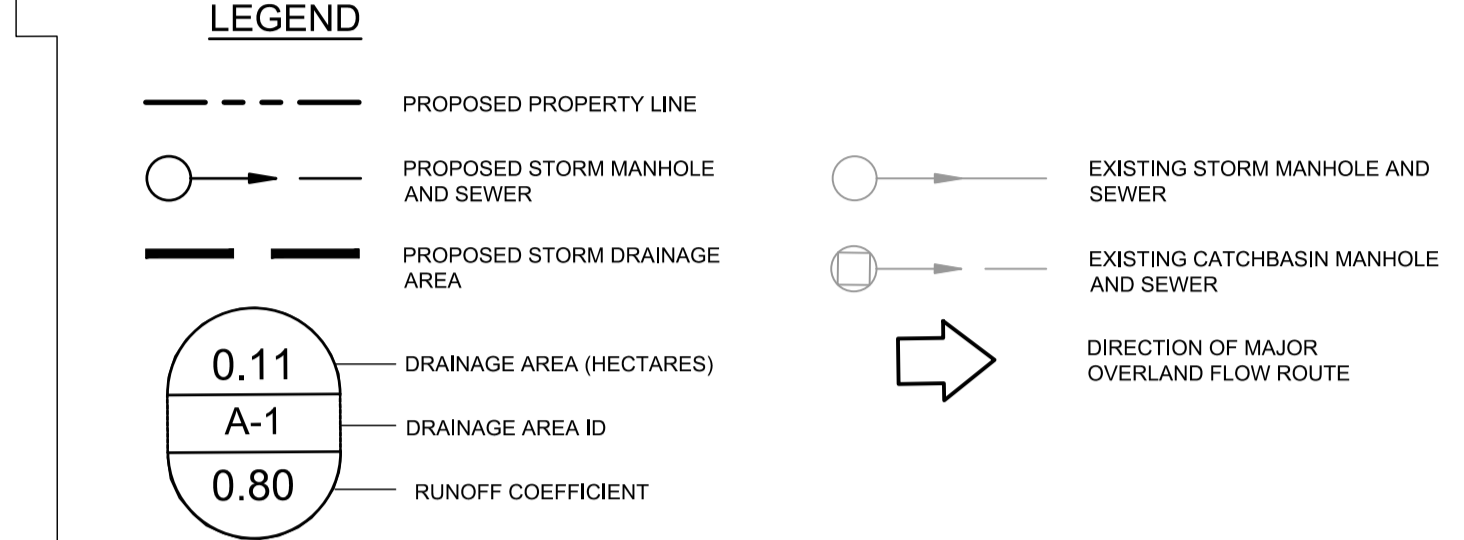 LEGEND
PROPOSED PROPERTY LINE
PROPOSED STORM MANHOLE
AND SEWER
PROPOSED STORM DRAINAGE
AREA
0.11
DRAINAGE AREA (HECTARES)
A-1
DRAINAGE AREA ID
0.80
RUNOFF COEFFICIENT
EXISTING STORM MANHOLE AND
SEWER
EXISTING CATCHBASIN MANHOLE
AND SEWER
DIRECTION OF MAJOR
OVERLAND FLOW ROUTE